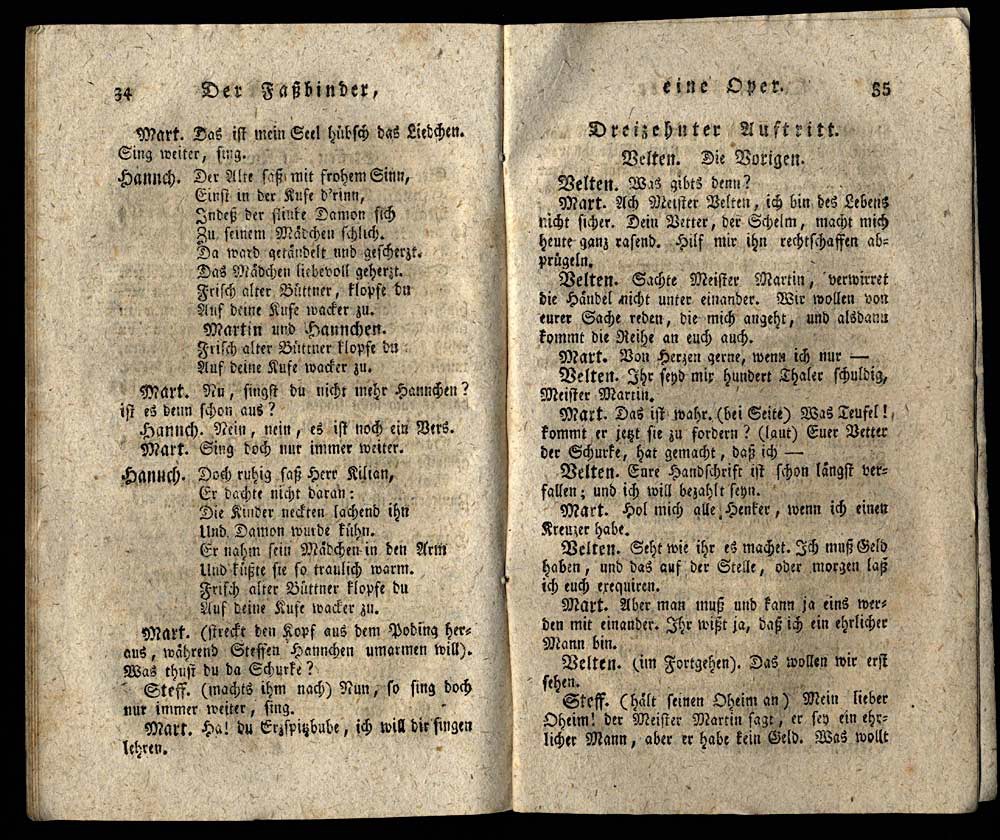 34 Der Faßbinder,
Mart. Das ist mein Seel hübsch das Liedchen.
Sing weiter, sing.
Hannch. Der Alte saß mit frohem Sinn,
Einst in der Kufe d'rinn,
Indeß der flinke Damon sich
Zu seinem Mädchen schlich.
Da ward getändelt und gescherzt.
Das Mädchen liebevoll geherzt.
Frisch alter Büttner, klopfe du
Auf deine Kufe wacker zu.
Martin und Hannchen.
Frisch alter Büttner klopfe du
Auf deine Kufe wacker zu.
Mart. Nu, singst du nicht mehr Hannchen?
ist es denn schon aus?
Hannch. Nein, nein, es ist noch ein Vers.
Mart. Sing doch nur immer weiter.
Hannch. Doch ruhig saß Herr Kilian,
Er dachte nicht daran:
Die Kinder neckten lachend ihn
Und Damon wurde kühn.
Er nahm sein Mädchen in den Arm
Und küßte sie so traulich warm.
Frisch alter Büttner klopfe du
Auf deine Kufe wacker zu.
Mart. (streckt den Kopf aus dem Poding her=
aus, während Steffen Hannchen umarmen will).
Was thust du da Schurke?
Steff. (machts ihm nach) Nun, so sing doch
nur immer weiter, sing.
Mart. Ha! du Erzspitzbube, ich will dir singen
lehren.
eine Oper. 35
Dreizehnter Auftritt.
Velten. Die Vorigen.
Velten. Was gibts denn?
Mart. Ach Meister Velten, ich bin des Lebens
nicht sicher. Dein Vetter, der Schelm, macht mich
heute ganz rasend. Hilf mir ihn rechtschaffen ab=
prügeln.
Velten. Sachte Meister Martin, verwirret
die Händel nicht unter einander. Wir wollen von
eurer Sache reden, die mich angeht, und alsdann
kommt die Reihe an euch auch.
Mart. Von Herzen gerne, wenn ich nur —
Velten. Ihr seyd mir hundert Thaler schuldig,
Meister Martin.
Mart. Das ist wahr. (bei Seite) Was Teufel!
kommt er jetzt sie zu fordern? (laut) Euer Vetter
der Schurke, hat gemacht, daß ich —
Velten. Eure Handschrift ist schon längst ver=
fallen; und ich will bezahlt seyn.
Mart. Hol mich alle Henker, wenn ich einen
Kreuzer habe.
Velten. Seht wie ihr es machet. Ich muß Geld
haben, und das auf der Stelle, oder morgen laß
ich euch exequiren.
Mart. Aber man muß und kann ja eins wer=
den mit einander. Ihr wißt ja, daß ich ein ehrlicher
Mann bin.
Velten. (im Fortgehen). Das wollen wir erst
sehen.
Steff. (hält seinen Oheim an) Mein lieber
Oheim! der Meister Martin sagt, er sey ein ehr=
licher Mann, aber er habe kein Geld. Was wollt